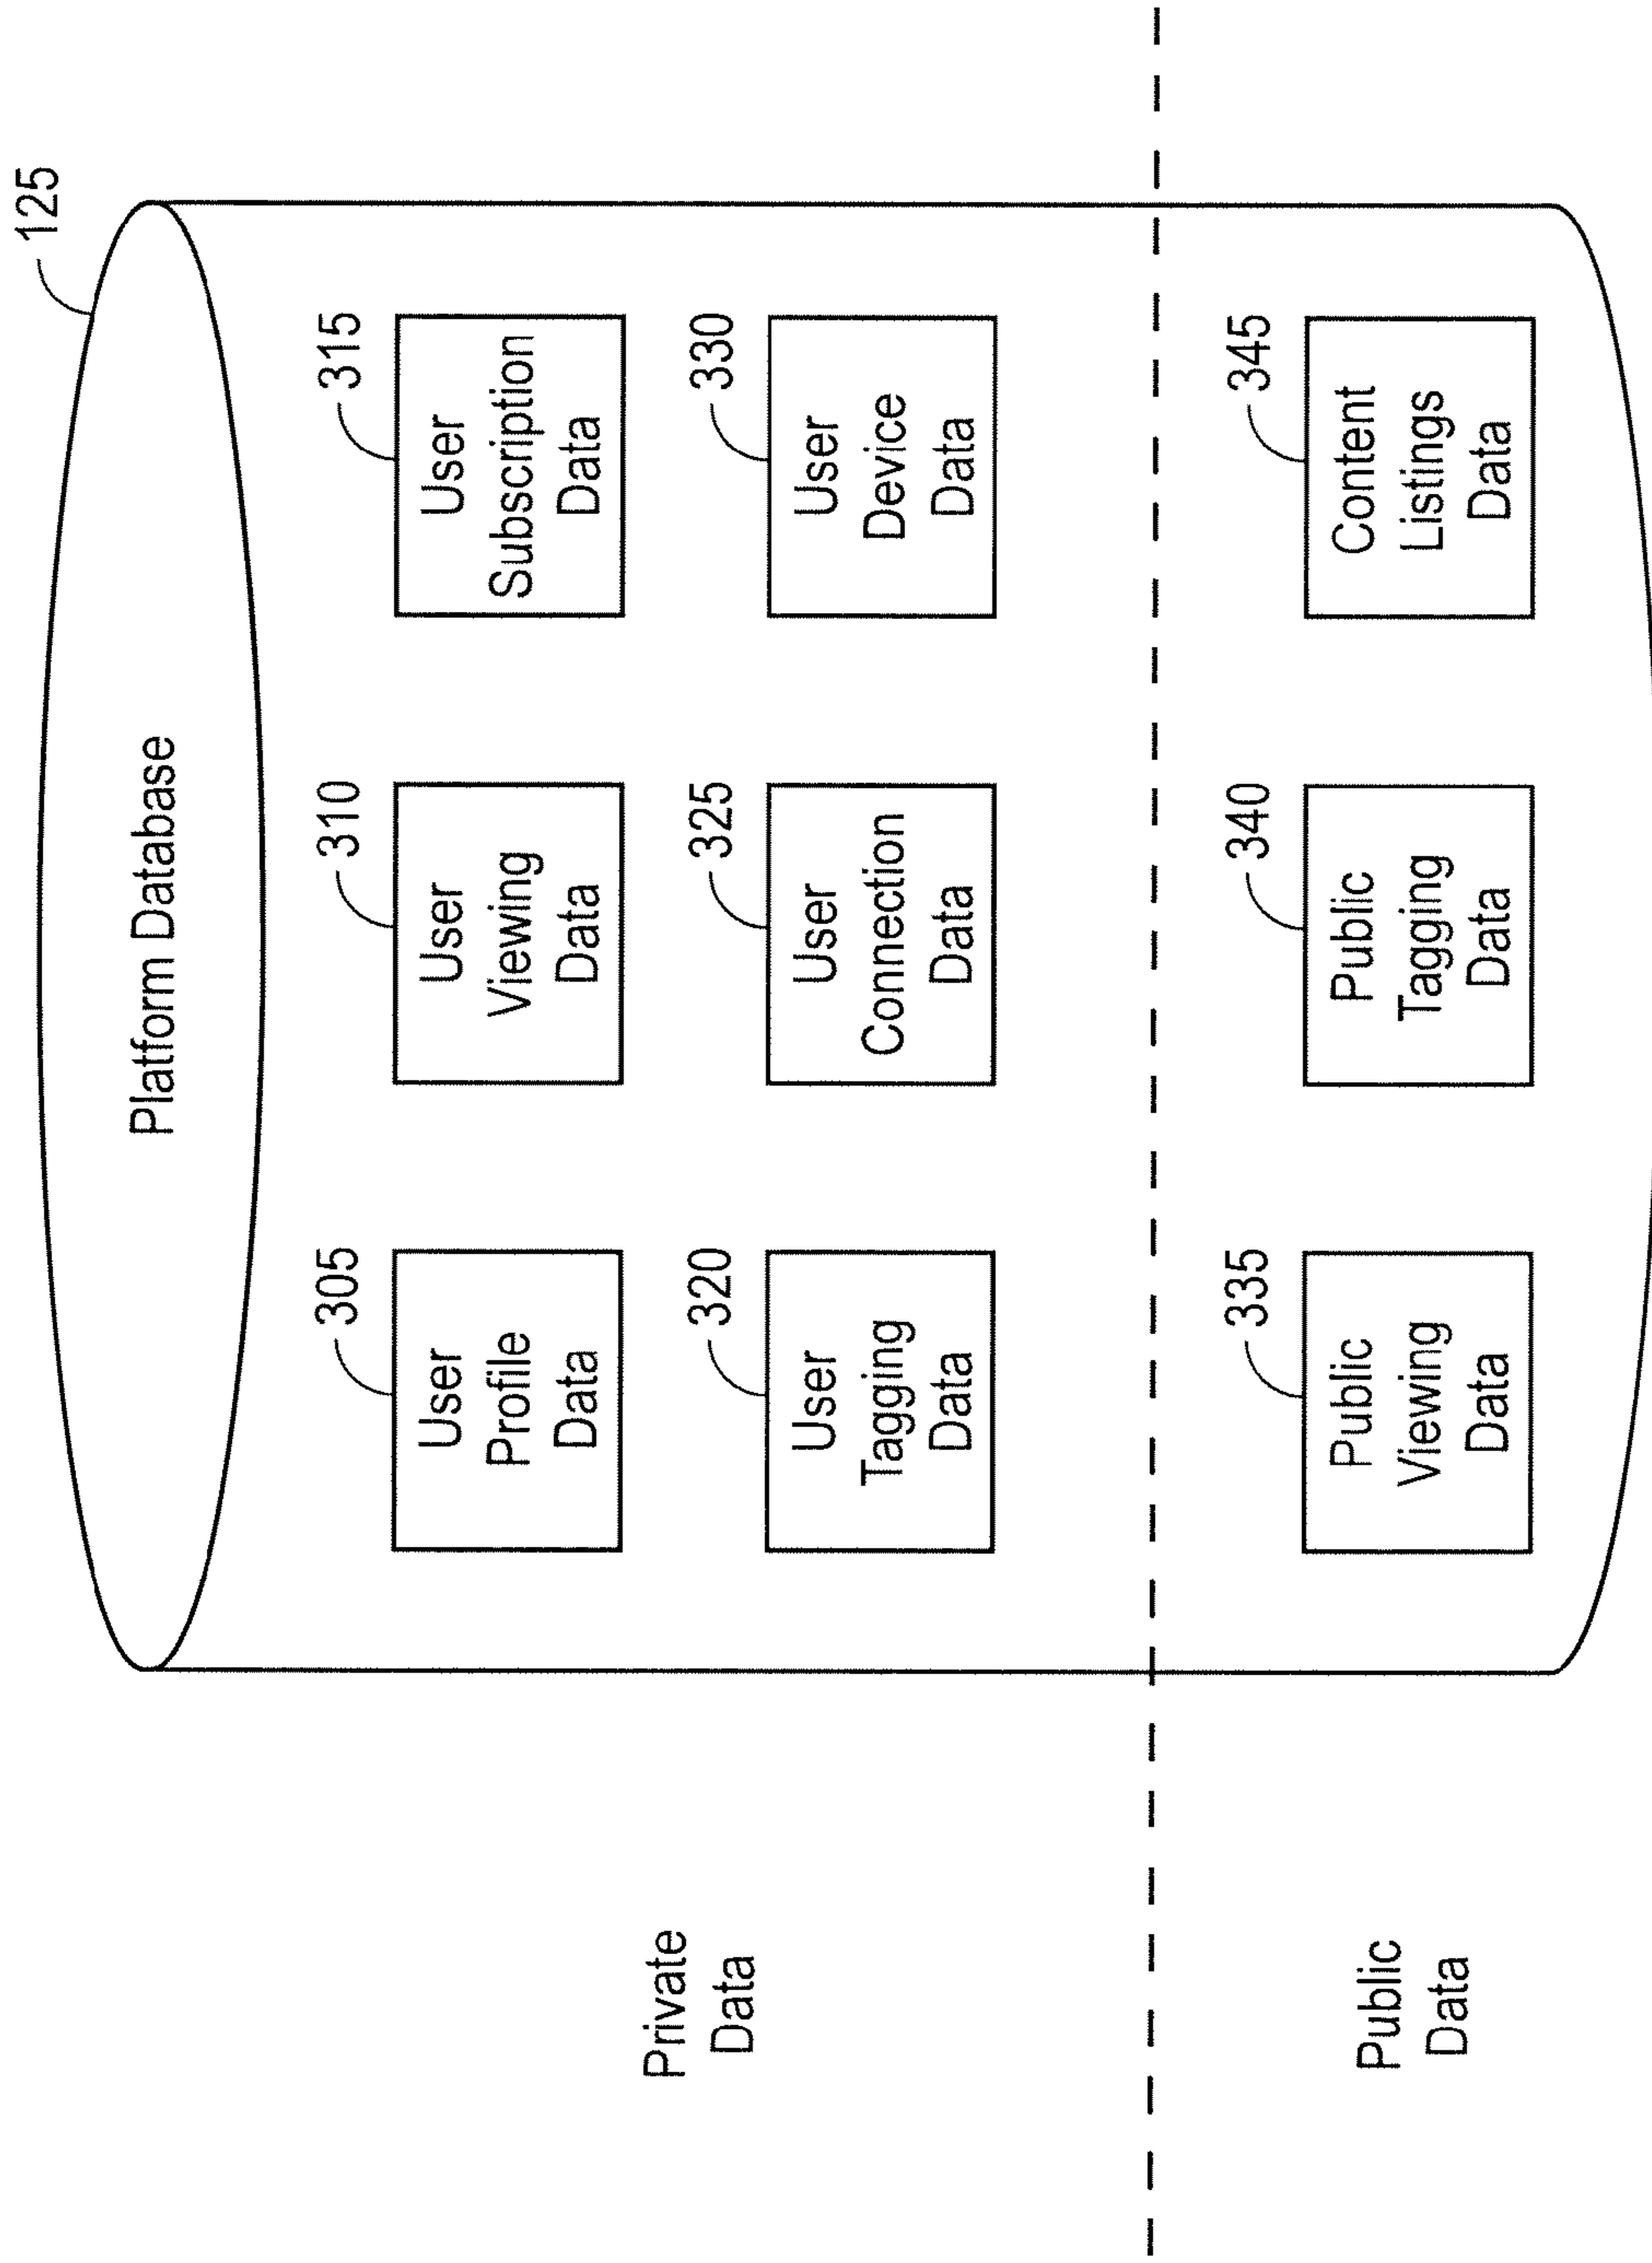 125
Platform Database
305
User
Profile
Data
310
User
Viewing
Data
315
User
Subscription
Data
320
User
Tagging
Data
325
User
Connection
Data
330
User
Device
Data
Private
Data
335
Public
Viewing
Data
340
Public
Tagging
Data
345
Content
Listings
Data
Public
Data